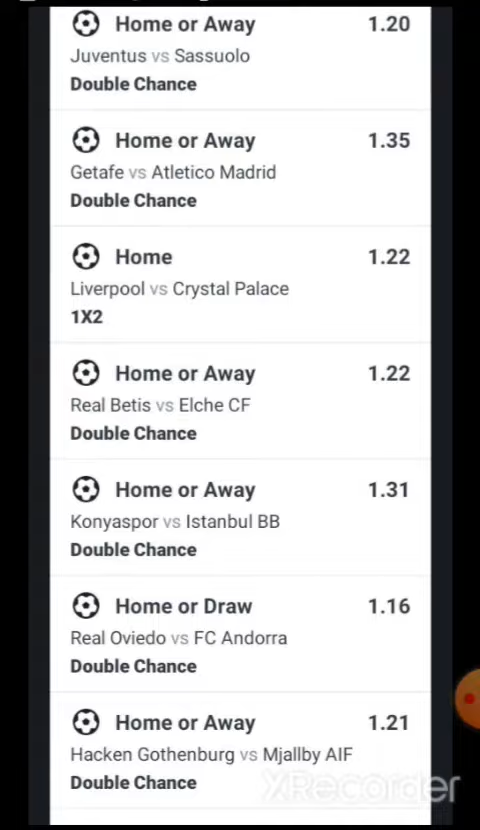 Home or Away 1.20
Juventus vs Sassuolo
Double Chance
Home or Away 1.35
Getafe vs Atletico Madrid
Double Chance
Home 1.22
Liverpool vs Crystal Palace
1X2
Home or Away 1.22
Real Betis vs Elche CF
Double Chance
Home or Away 1.31
Konyaspor vs Istanbul BB
Double Chance
Home or Draw 1.16
Real Oviedo vs FC Andorra
Double Chance
Home or Away 1.21
Hacken Gothenburg vs Mjallby AIF
Double Chance
XRecorder